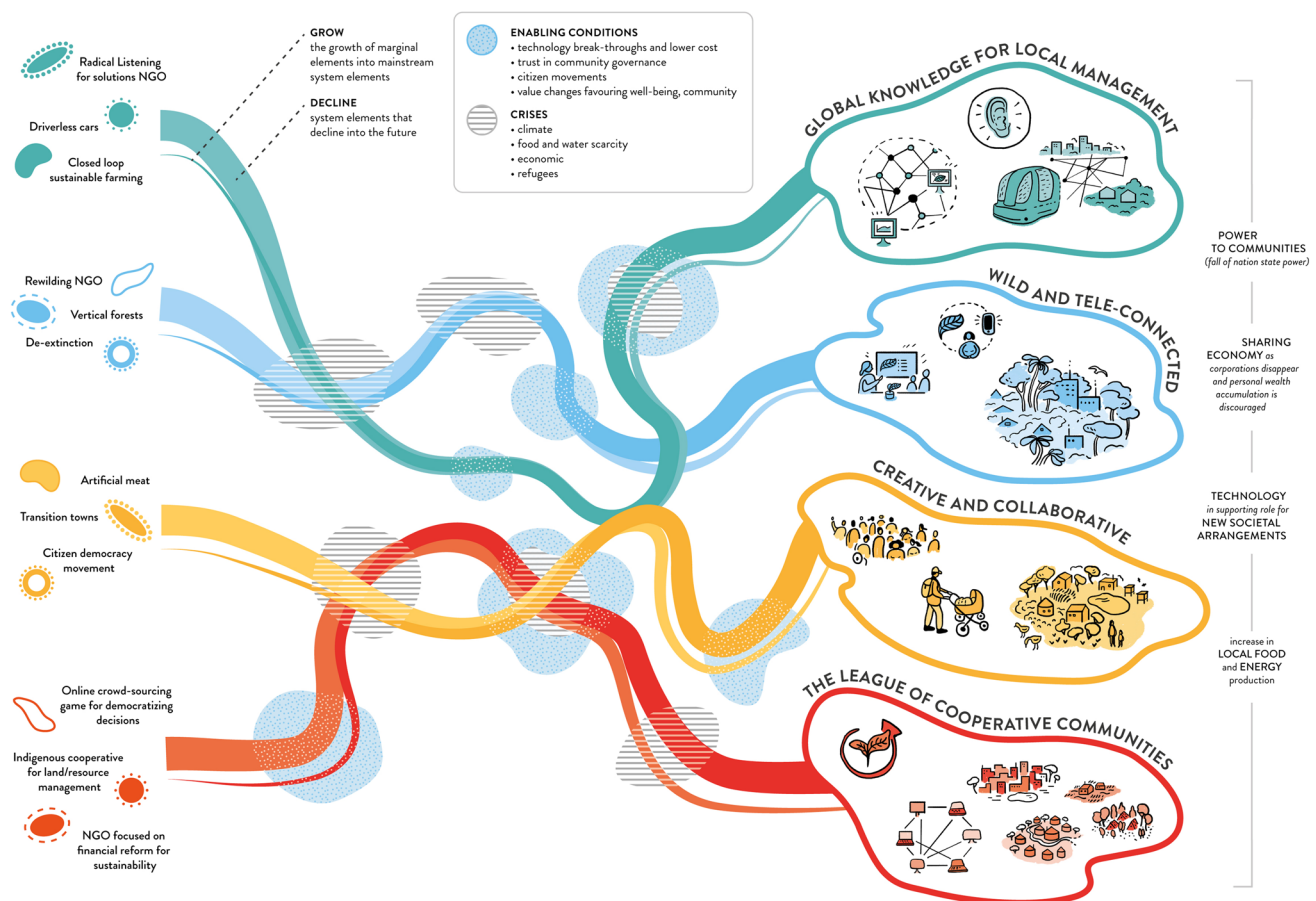 Radical Listening
for solutions NGO
Driverless cars
Closed loop
sustainable farming
GROW
the growth of marginal
elements into mainstream
system elements
DECLINE
system elements that
decline into the future
ENABLING CONDITIONS
• technology break-throughs and lower cost
• trust in community governance
• citizen movements
• value changes favouring well-being, community
CRISES
• climate
• food and water scarcity
• economic
• refugees
GLOBAL KNOWLEDGE FOR LOCAL MANAGEMENT
Rewilding NGO
Vertical forests
De-extinction
WILD AND TELE-CONNECTED
Artificial meat
Transition towns
Citizen democracy
movement
CREATIVE AND COLLABORATIVE
Online crowd-sourcing
game for democratizing
decisions
Indigenous cooperative
for land/resource
management
NGO focused on
financial reform for
sustainability
THE LEAGUE OF COOPERATIVE COMMUNITIES
POWER
TO COMMUNITIES
(fall of nation state power)
SHARING
ECONOMY as
corporations disappear
and personal wealth
accumulation is
discouraged
TECHNOLOGY
in supporting role for
NEW SOCIETAL
ARRANGEMENTS
increase in
LOCAL FOOD
and ENERGY
production